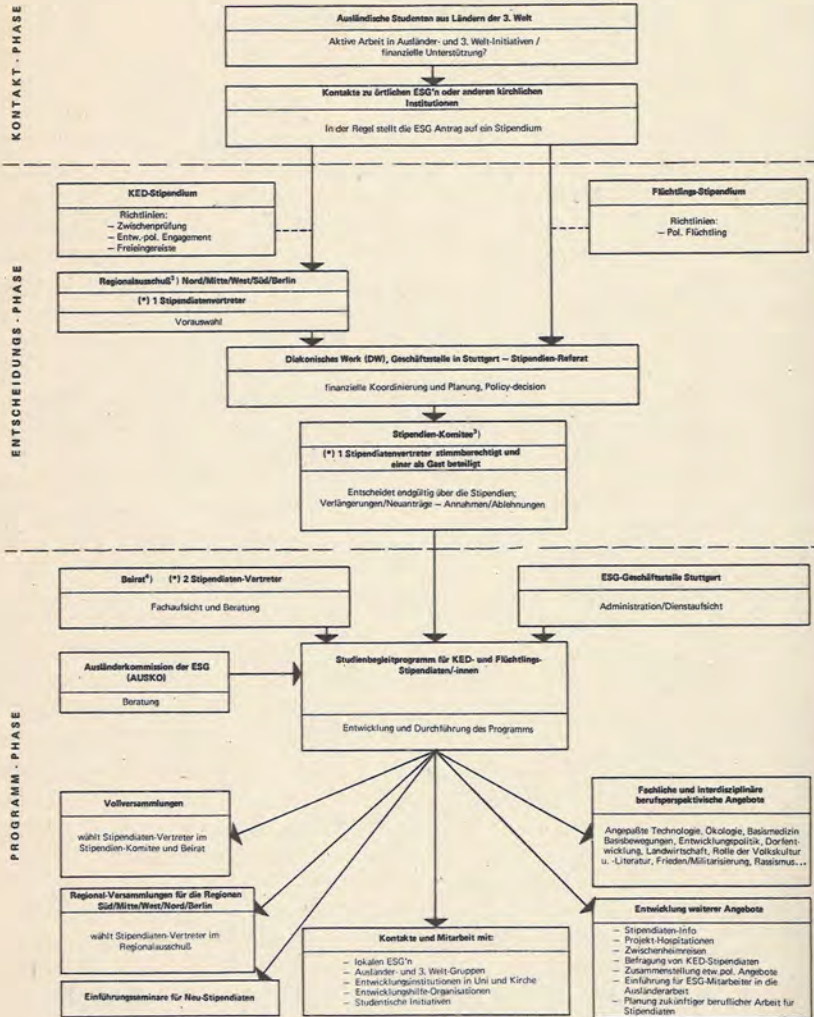 KONTAKT - PHASE
Ausländische Studenten aus Ländern der 3. Welt
Aktive Arbeit in Ausländer- und 3. Welt-Initiativen /
finanzielle Unterstützung?
Kontakte zu örtlichen ESG'n oder anderen kirchlichen
Institutionen
In der Regel stellt die ESG Antrag auf ein Stipendium
ENTSCHEIDUNGS - PHASE
KED-Stipendium
Richtlinien:
– Zwischenprüfung
– Entw.-pol. Engagement
– Freieingereisse
Flüchtlings-Stipendium
Richtlinien:
– Pol. Flüchtling
Regionalausschuß³) Nord/Mitte/West/Süd/Berlin
(*) 1 Stipendiatenvertreter
Vorauswahl
Diakonisches Werk (DW), Geschäftsstelle in Stuttgart – Stipendien-Referat
finanzielle Koordinierung und Planung, Policy-decision
Stipendien-Komitee³)
(*) 1 Stipendiatenvertreter stimmberechtigt und
einer als Gast beteiligt
Entscheidet endgültig über die Stipendien;
Verlängerungen/Neuanträge – Annahmen/Ablehnungen
PROGRAMM - PHASE
Beirat⁴) (*) 2 Stipendiaten-Vertreter
Fachaufsicht und Beratung
ESG-Geschäftsstelle Stuttgart
Administration/Dienstaufsicht
Ausländerkommission der ESG
(AUSKO)
Beratung
Studienbegleitprogramm für KED- und Flüchtlings-
Stipendiaten/-innen
Entwicklung und Durchführung des Programms
Vollversammlungen
wählt Stipendiaten-Vertreter im
Stipendien-Komitee und Beirat
Fachliche und interdisziplinäre
berufsperspektivische Angebote
Angepaßte Technologie, Ökologie, Basismedizin
Basisbewegungen, Entwicklungspolitik, Dorfent-
wicklung, Landwirtschaft, Rolle der Volkskultur
u. -Literatur, Frieden/Militarisierung, Rassismus...
Regional-Versammlungen für die Regionen
Süd/Mitte/West/Nord/Berlin
wählt Stipendiaten-Vertreter im
Regionalausschuß
Einführungsseminare für Neu-Stipendiaten
Kontakte und Mitarbeit mit:
– lokalen ESG'n
– Ausländer- und 3. Welt-Gruppen
– Entwicklungsinstitutionen in Uni und Kirche
– Entwicklungshilfe-Organisationen
– Studentische Initiativen
Entwicklung weiterer Angebote
– Stipendiaten-Info
– Projekt-Hospitationen
– Zwischenheimreisen
– Befragung von KED-Stipendiaten
– Zusammenstellung etw.pol. Angebote
– Einführung für ESG-Mitarbeiter in die
Ausländerarbeit
– Planung zukünftiger beruflicher Arbeit für
Stipendiaten